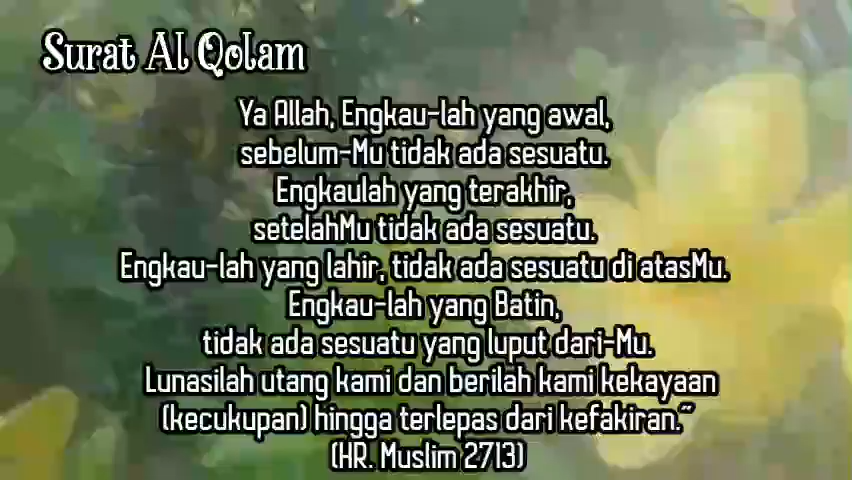 Surat Al Qolam
Ya Allah, Engkau-lah yang awal,
sebelum-Mu tidak ada sesuatu.
Engkaulah yang terakhir,
setelahMu tidak ada sesuatu.
Engkau-lah yang lahir, tidak ada sesuatu di atasMu.
Engkau-lah yang Batin,
tidak ada sesuatu yang luput dari-Mu.
Lunasilah utang kami dan berilah kami kekayaan
(kecukupan) hingga terlepas dari kefakiran."
(HR. Muslim 2713)